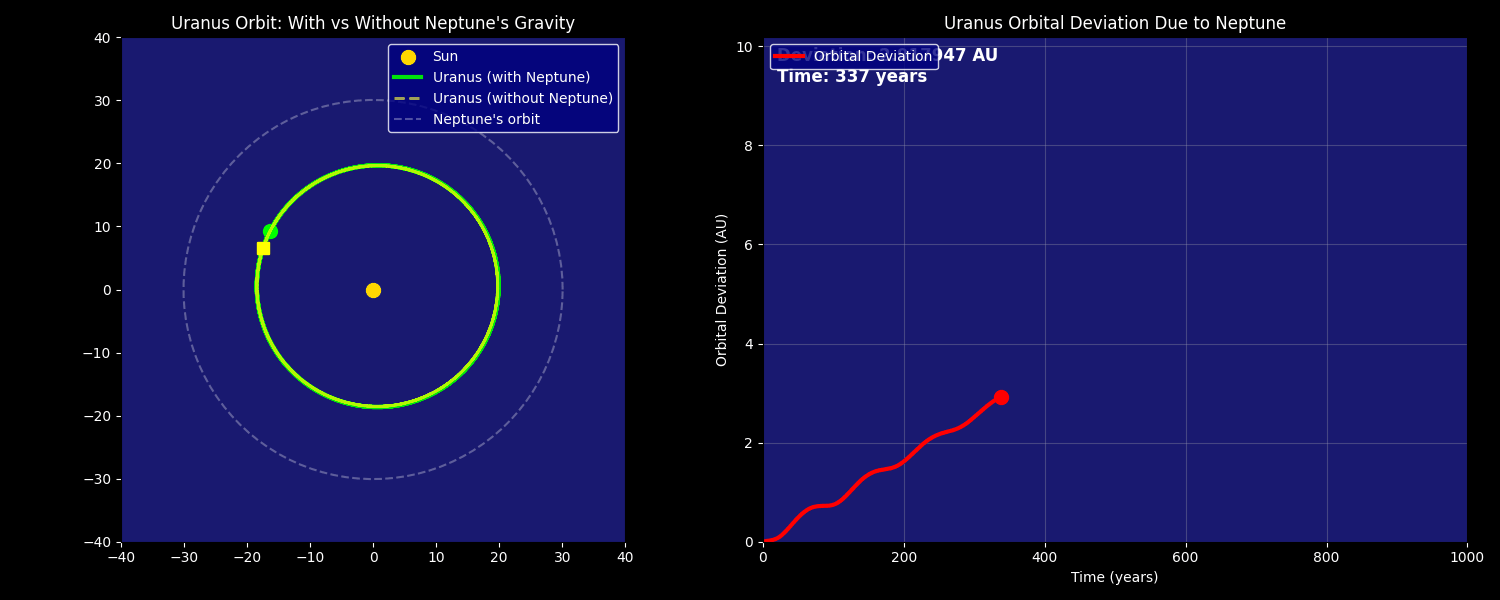 Uranus Orbit: With vs Without Neptune's Gravity
40
30
20
10
0
−10
−20
−30
−40
−40 −30 −20 −10 0 10 20 30 40
Sun
Uranus (with Neptune)
Uranus (without Neptune)
Neptune's orbit
Uranus Orbital Deviation Due to Neptune
Orbital Deviation (AU)
10
8
6
4
2
0
0 200 400 600 800 1000
Time (years)
Orbital Deviation
947 AU
Time: 337 years